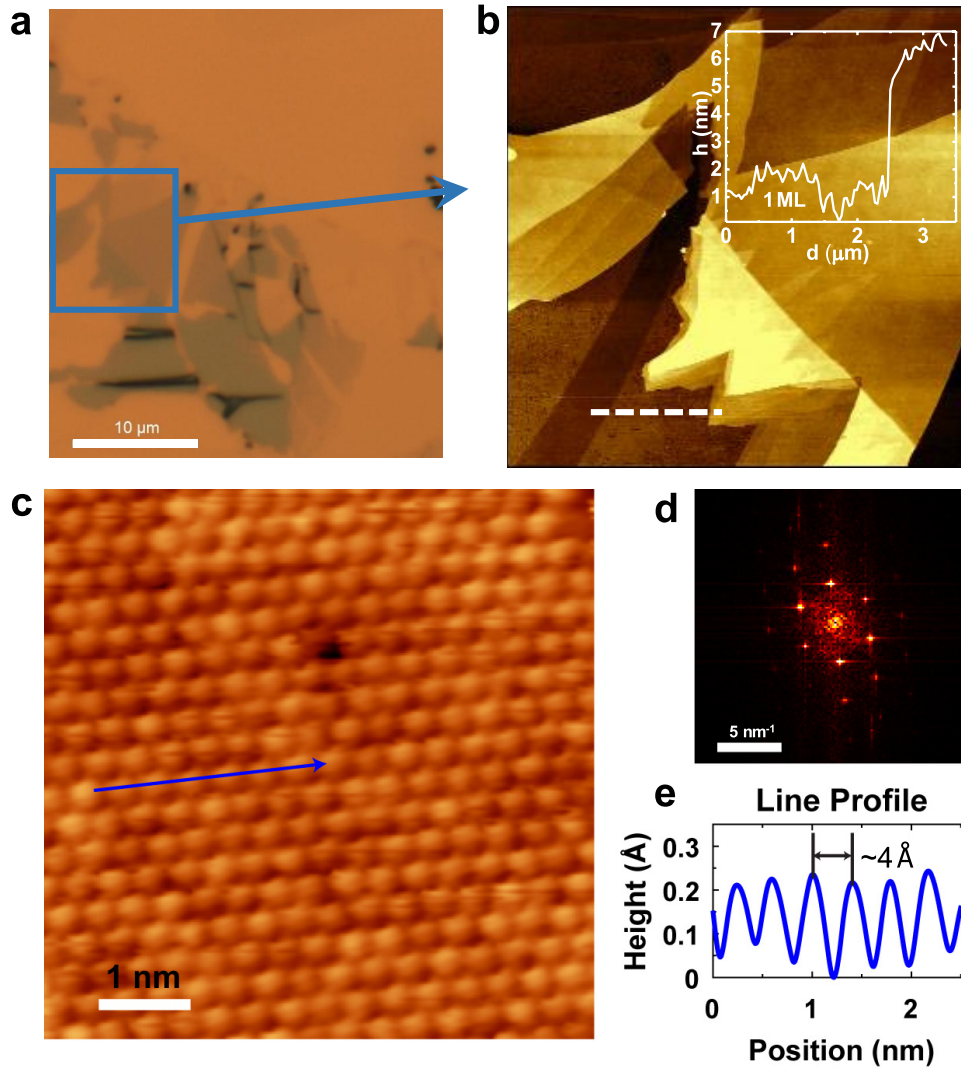 a
10 µm
b
h (nm)
7
6
5
4
3
2
1
0
1 ML
0 1 2 3
d (µm)
c
1 nm
d
5 nm⁻¹
e
Line Profile
Height (Å)
0.3
0.2
0.1
0
~4 Å
0 1 2
Position (nm)